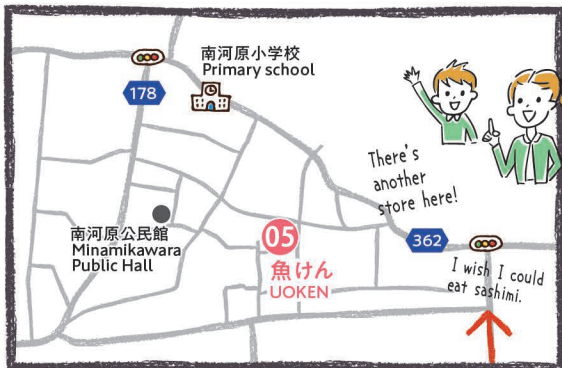 南河原小学校
Primary school
178
There's
another
store here!
南河原公民館
Minamikawara
Public Hall
05
魚けん
UOKEN
362
I wish I could
eat sashimi.